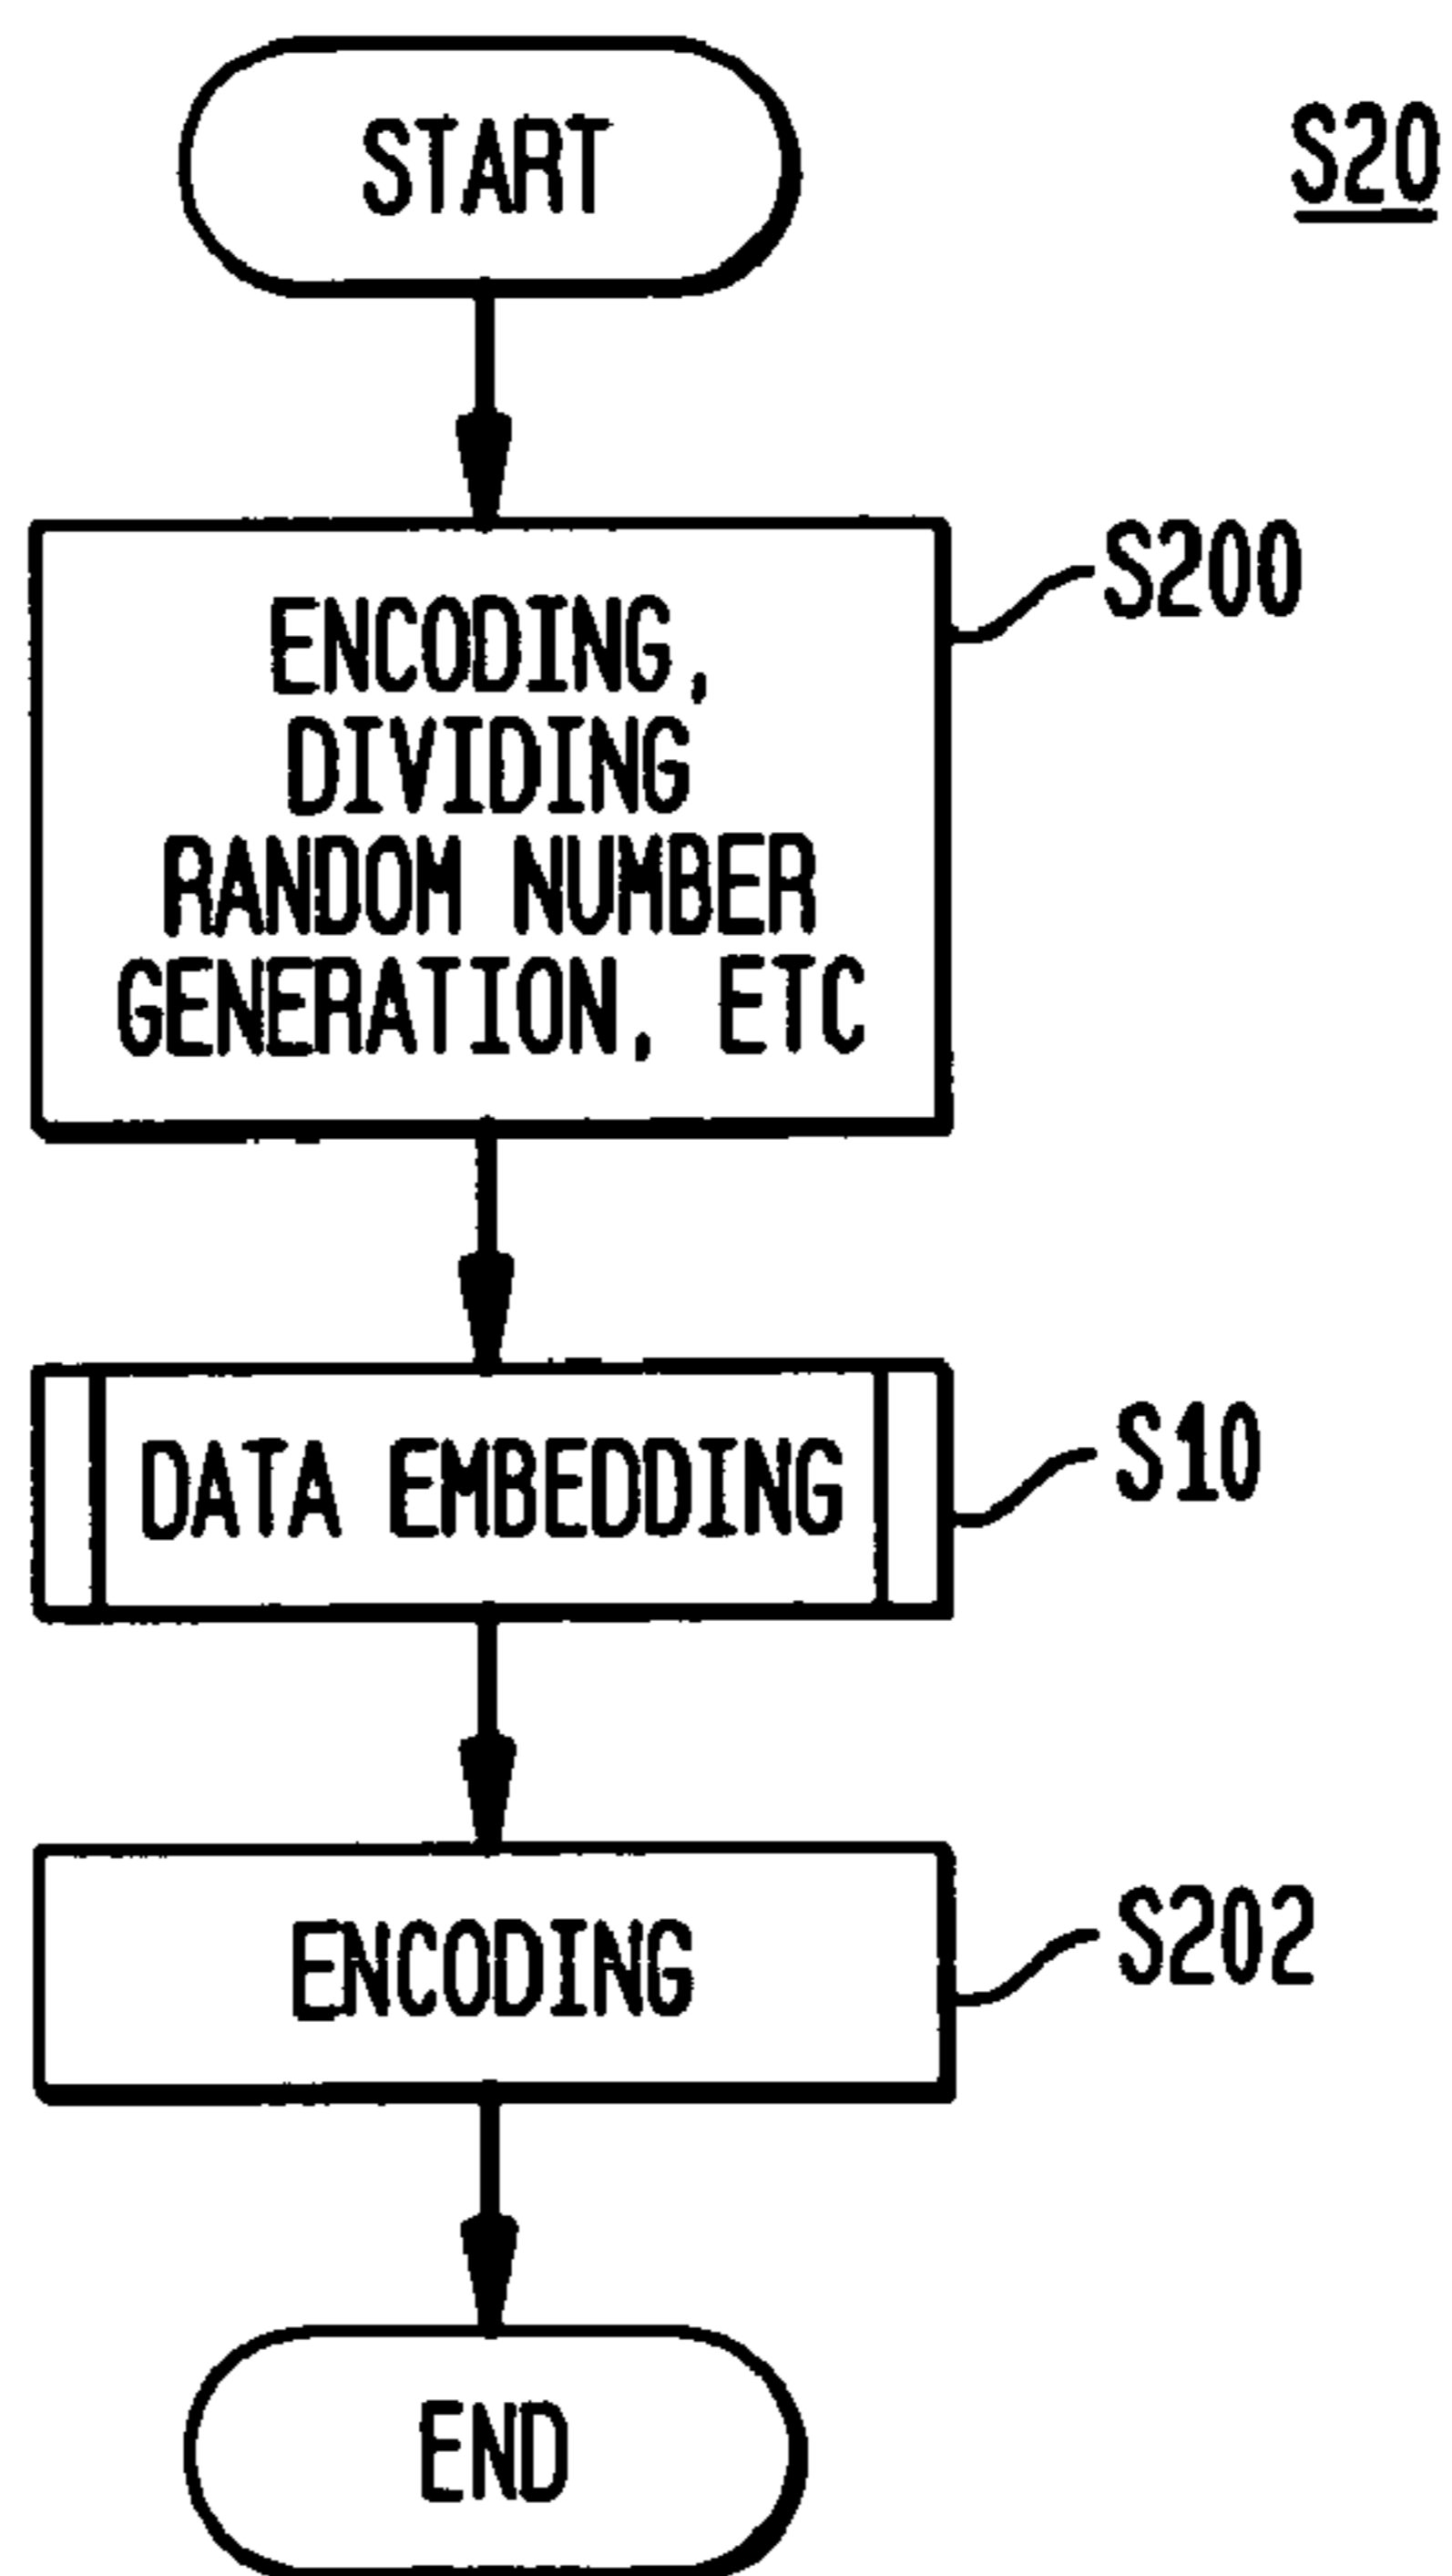 START
S20
S200
ENCODING,
DIVIDING
RANDOM NUMBER
GENERATION, ETC
DATA EMBEDDING
S10
ENCODING
S202
END